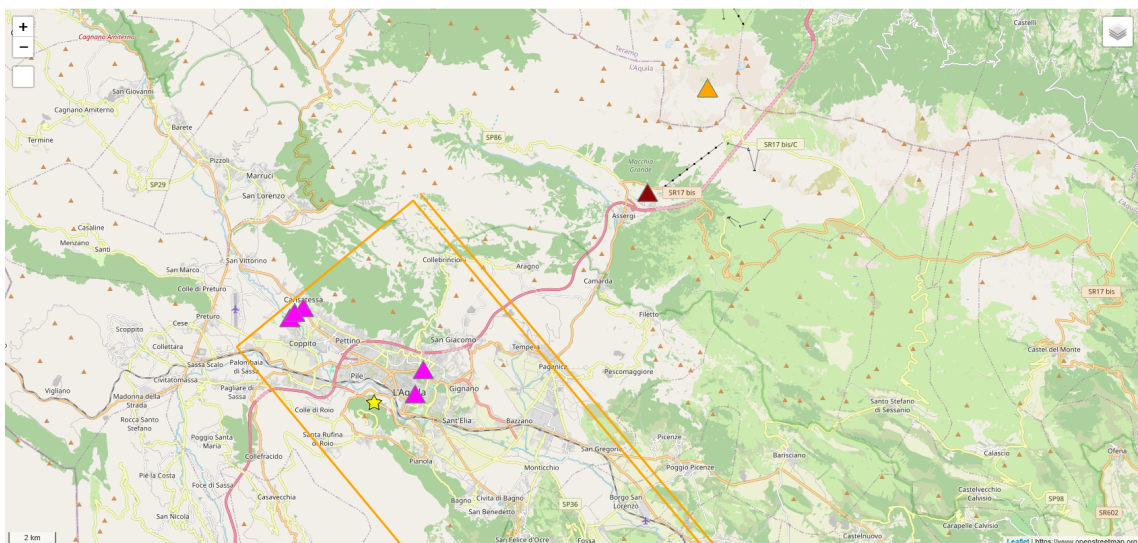 +
Cagnano Amiterno
Castelli
−
Teramo
L'Aquila
San Giovanni
Cagnano Amiterno
Barete
Termine
SP86
SR17 bis/C
Pizzoli
Macchia
Grande
Marruci
SP29
San Lorenzo
SR17 bis
Assergi
Casaline
Menzano
Santi
San Vittorino
Collebrincioni
Aragno
San Marco
Camarda
Colle di Preturo
SR17 bis
Cansatessa
Preturo
Filetto
Scoppito
Cese
Coppito
Pettino
San Giacomo
Collettara
Tempera
Castel del Monte
Sassa Scalo
Palombaia
di Sassa
Paganica
Pescomaggiore
Civitatomassa
Pile
Vigliano
Pagliare di
Sassa
Gignano
Madonna della
Strada
L'Aquila
Santo Stefano
di Sessanio
Colle di Roio
Rocca Santo
Stefano
Sant'Elia
Bazzano
Santa Rufina
di Roio
Poggio Santa
Maria
Picenze
San Gregorio
Collefracido
Barisciano
Calascio
Ofena
Pianola
Poggio Picenze
Monticchio
Piè la Costa
Foce di Sassa
Castelvecchio
Calvisio
Casavecchia
Bagno
Civita di Bagno
Borgo San
Lorenzo
SP36
SP98
San Benedetto
San Nicola
SR602
Carapelle Calvisio
2 km
San Felice d'Ocre
Fossa
Castelnuovo
Leaflet | https://www.openstreetmap.org